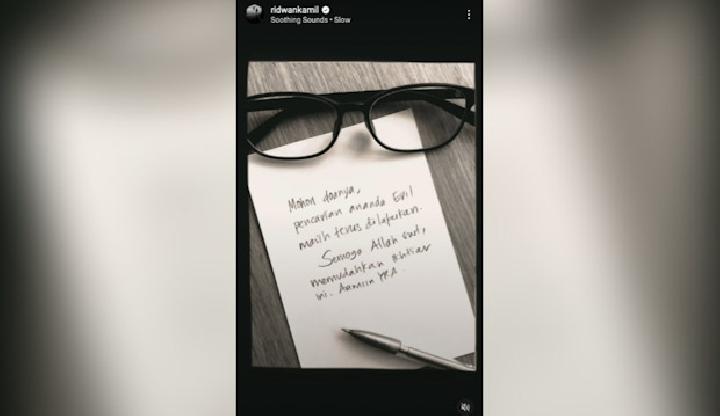 ridwankamil
Soothing Sounds • Slow
Mohon doanya,
pencarian ananda Eril
masih terus dilakukan.
Semoga Allah swt,
memudahkan ikhtiar
ini. Aamiin YRA.